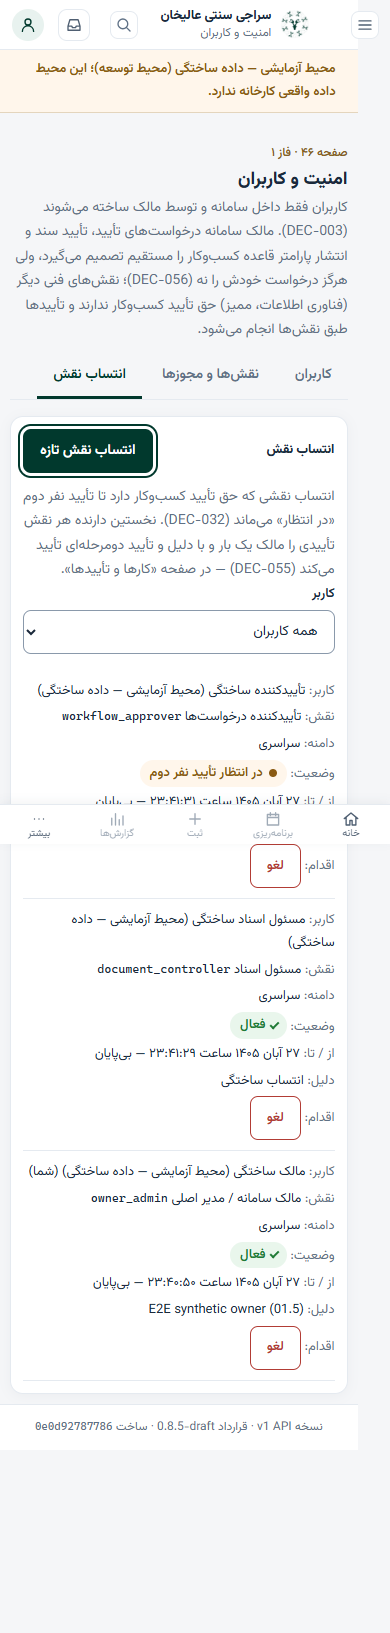 سراجی سنتی عالیخان
امنیت و کاربران
محیط آزمایشی — داده ساختگی (محیط توسعه)؛ این محیط
داده واقعی کارخانه ندارد.
صفحه ۴۶ · فاز ۱
امنیت و کاربران
کاربران فقط داخل سامانه و توسط مالک ساخته می‌شوند
(DEC-003). مالک سامانه درخواست‌های تأیید، تأیید سند و
انتشار پارامتر قاعده کسب‌وکار را مستقیم تصمیم می‌گیرد، ولی
هرگز درخواست خودش را نه (DEC-056)؛ نقش‌های فنی دیگر
(فناوری اطلاعات، ممیز) حق تأیید کسب‌وکار ندارند و تأییدها
طبق نقش‌ها انجام می‌شود.
کاربران
نقش‌ها و مجوزها
انتساب نقش
انتساب نقش
انتساب نقش تازه
انتساب نقشی که حق تأیید کسب‌وکار دارد تا تأیید نفر دوم
«در انتظار» می‌ماند (DEC-032). نخستین دارنده هر نقش
تأییدی را مالک یک بار و با دلیل و تأیید دومرحله‌ای تأیید
می‌کند (DEC-055) — در صفحه «کارها و تأییدها».
کاربر
همه کاربران
کاربر: تأییدکننده ساختگی (محیط آزمایشی — داده ساختگی)
نقش: تأییدکننده درخواست‌ها workflow_approver
دامنه: سراسری
وضعیت: در انتظار تأیید نفر دوم
از / تا: ۲۷ آبان ۱۴۰۵ ساعت ۲۳:۴۱:۳۱ — بی‌پایان
خانه
برنامه‌ریزی
ثبت
گزارش‌ها
بیشتر
اقدام: لغو
کاربر: مسئول اسناد ساختگی (محیط آزمایشی — داده
ساختگی)
نقش: مسئول اسناد document_controller
دامنه: سراسری
وضعیت: فعال
از / تا: ۲۷ آبان ۱۴۰۵ ساعت ۲۳:۴۱:۲۹ — بی‌پایان
دلیل: انتساب ساختگی
اقدام: لغو
کاربر: مالک ساختگی (محیط آزمایشی — داده ساختگی) (شما)
نقش: مالک سامانه / مدیر اصلی owner_admin
دامنه: سراسری
وضعیت: فعال
از / تا: ۲۷ آبان ۱۴۰۵ ساعت ۲۳:۴۰:۵۰ — بی‌پایان
دلیل: E2E synthetic owner (01.5)
اقدام: لغو
نسخه v1 API · قرارداد 0.8.5-draft · ساخت 0e0d92787786